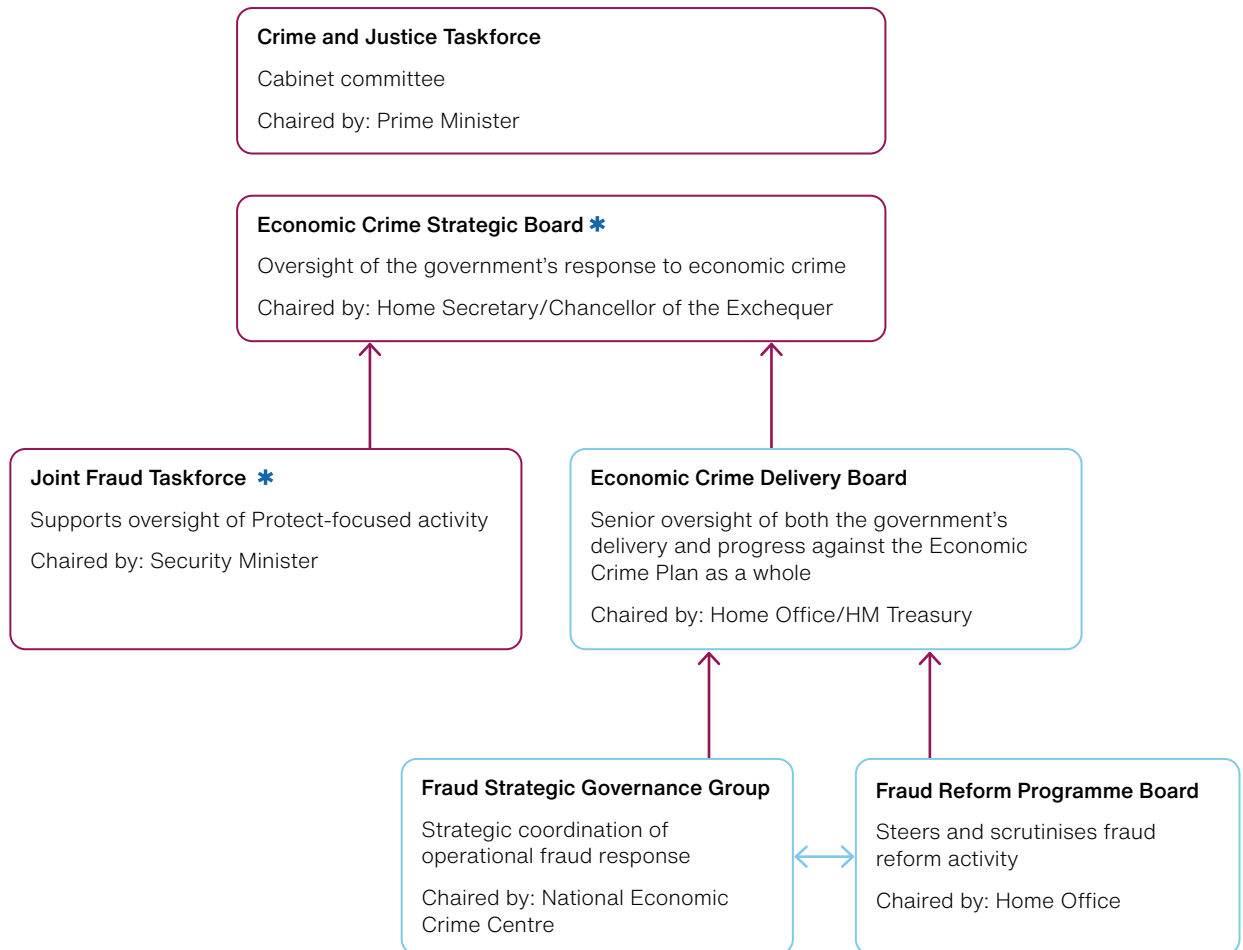 Crime and Justice Taskforce
Cabinet committee
Chaired by: Prime Minister
Economic Crime Strategic Board *
Oversight of the government’s response to economic crime
Chaired by: Home Secretary/Chancellor of the Exchequer
Joint Fraud Taskforce *
Supports oversight of Protect-focused activity
Chaired by: Security Minister
Economic Crime Delivery Board
Senior oversight of both the government’s
delivery and progress against the Economic
Crime Plan as a whole
Chaired by: Home Office/HM Treasury
Fraud Strategic Governance Group
Strategic coordination of
operational fraud response
Chaired by: National Economic
Crime Centre
Fraud Reform Programme Board
Steers and scrutinises fraud
reform activity
Chaired by: Home Office